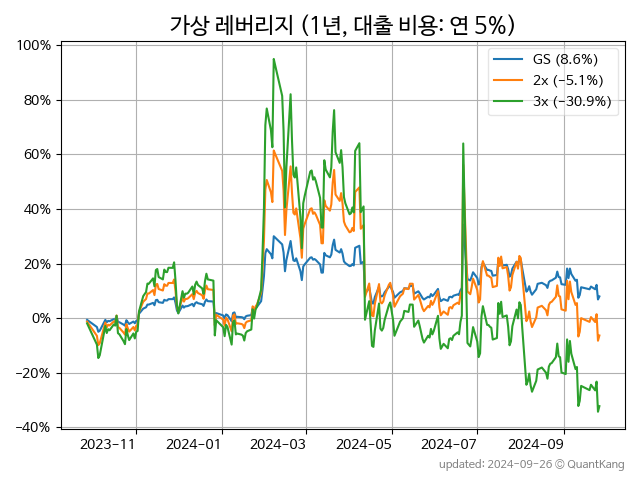 가상 레버리지 (1년, 대출 비용: 연 5%)
100%
80%
60%
40%
20%
0%
−20%
−40%
GS (8.6%)
2x (−5.1%)
3x (−30.9%)
2023-11
2024-01
2024-03
2024-05
2024-07
2024-09
updated: 2024-09-26 © QuantKang